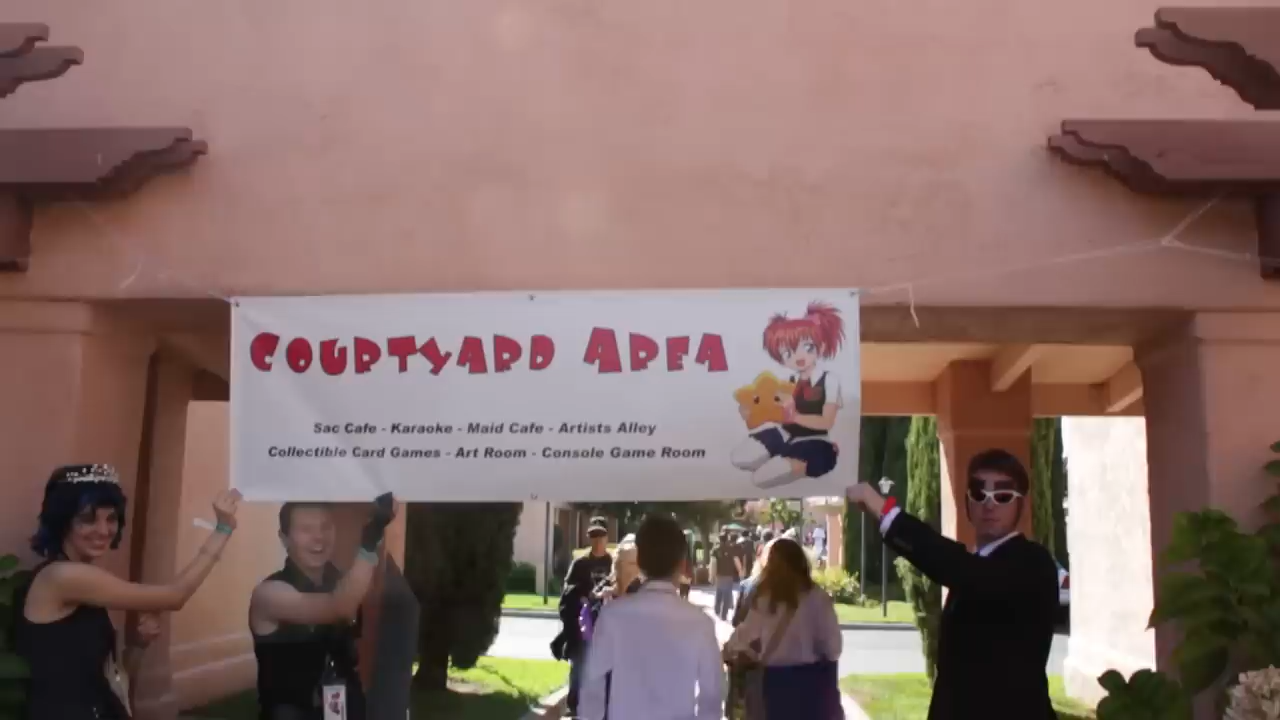 Courtyard Area
Sac Cafe - Karaoke - Maid Cafe - Artists Alley
Collectible Card Games - Art Room - Console Game Room